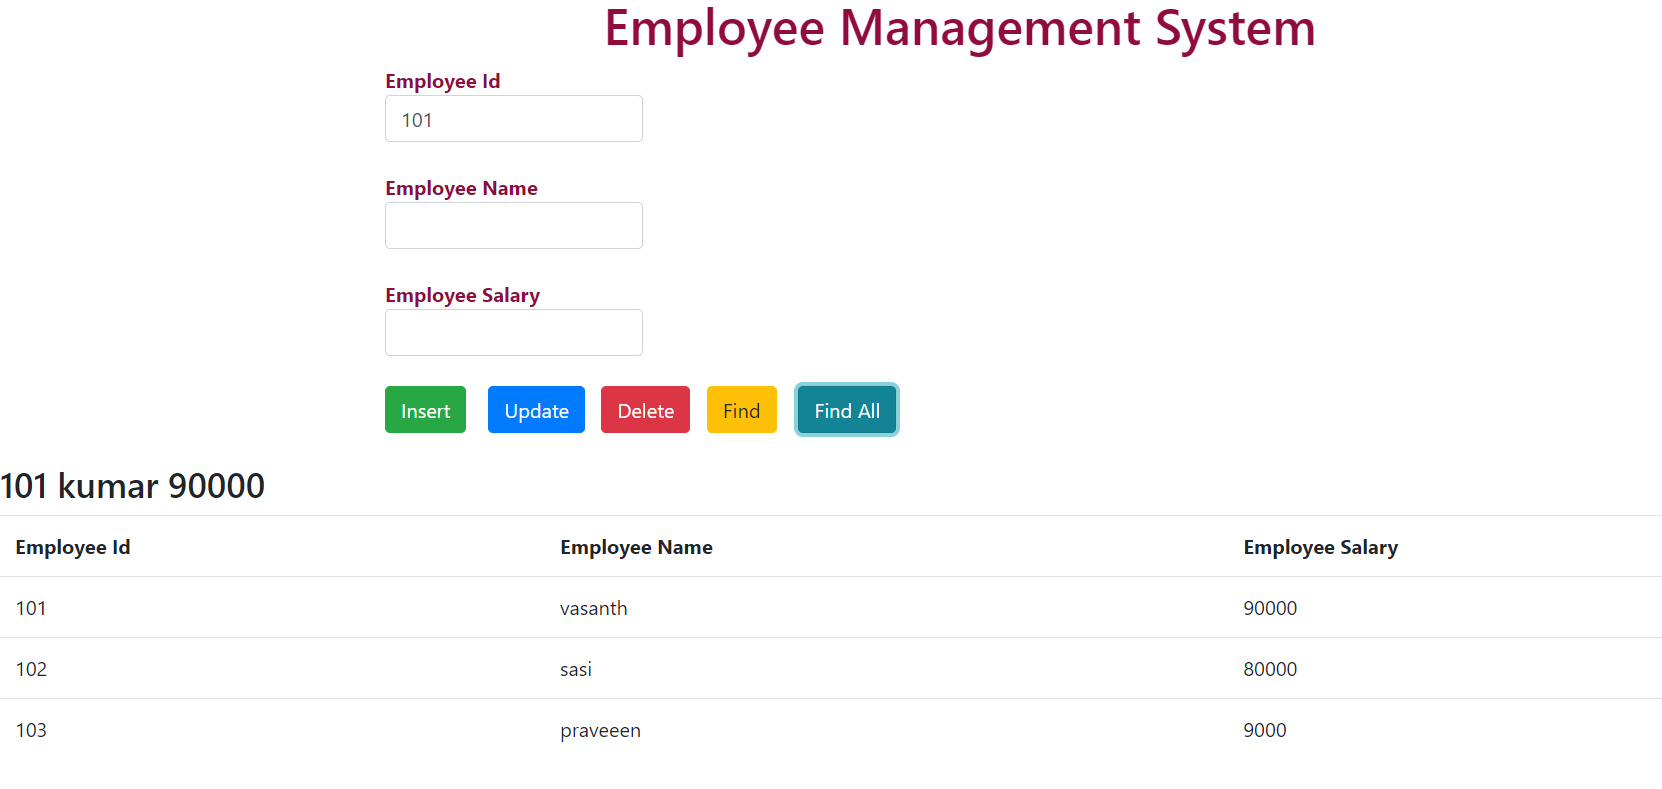 Employee Management System
Employee Id
101
Employee Name
Employee Salary
Insert Update Delete Find Find All
101 kumar 90000
Employee Id Employee Name Employee Salary
101 vasanth 90000
102 sasi 80000
103 praveeen 9000